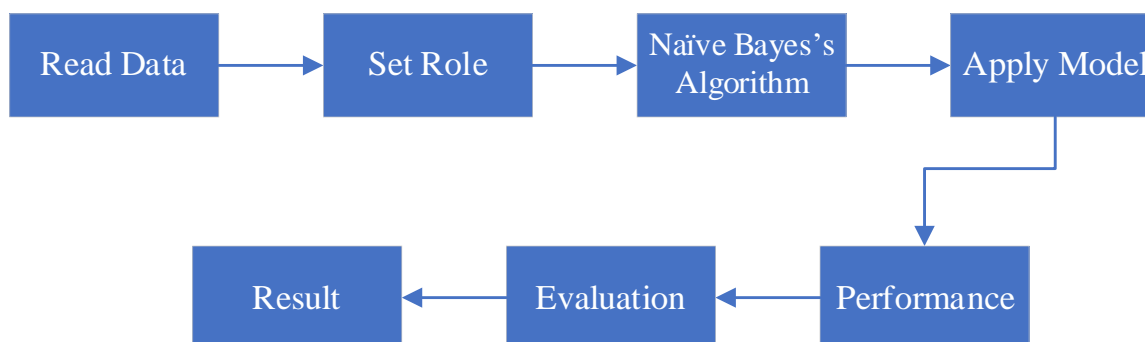 Read Data
Set Role
Naïve Bayes’s
Algorithm
Apply Model
Performance
Evaluation
Result